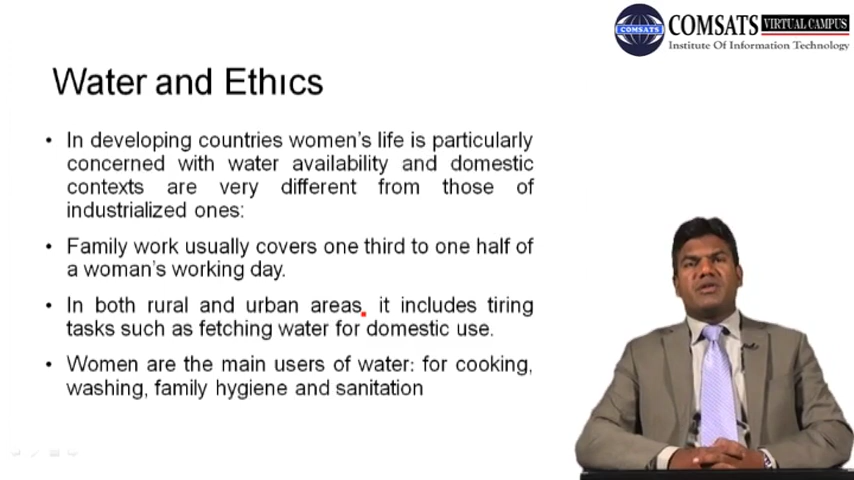 COMSATS VIRTUAL CAMPUS
COMSATS
Institute Of Information Technology
Water and Ethics
• In developing countries women's life is particularly
concerned with water availability and domestic
contexts are very different from those of
industrialized ones:
• Family work usually covers one third to one half of
a woman's working day.
• In both rural and urban areas, it includes tiring
tasks such as fetching water for domestic use.
• Women are the main users of water: for cooking,
washing, family hygiene and sanitation